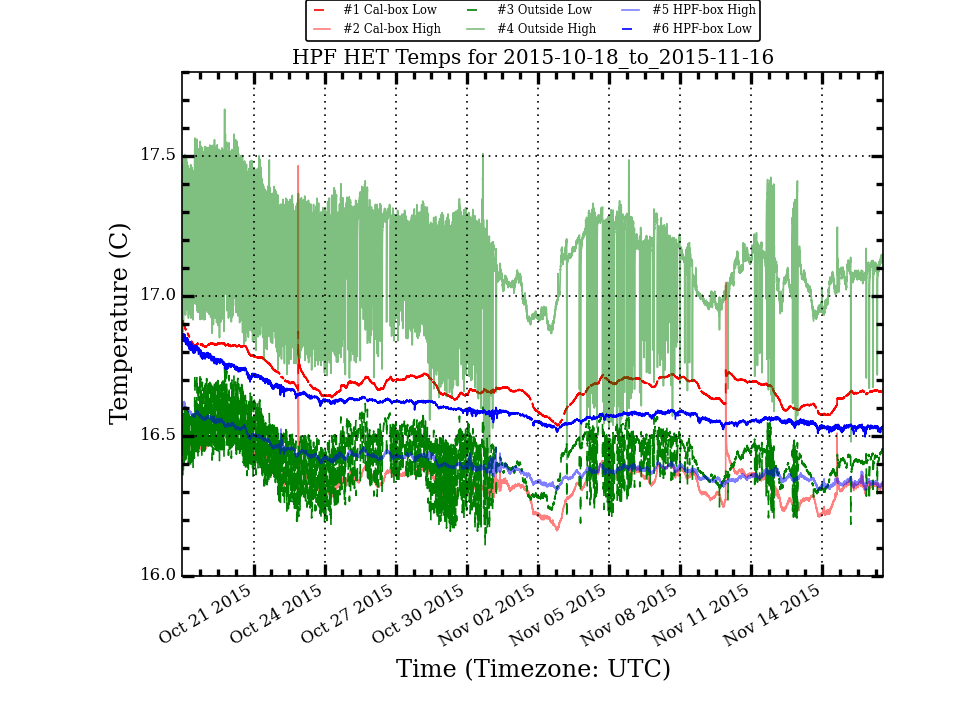 #1 Cal-box Low #3 Outside Low #5 HPF-box High
#2 Cal-box High #4 Outside High #6 HPF-box Low
HPF HET Temps for 2015-10-18_to_2015-11-16
17.5
17.0
16.5
16.0
Temperature (C)
Oct 21 2015
Oct 24 2015
Oct 27 2015
Oct 30 2015
Nov 02 2015
Nov 05 2015
Nov 08 2015
Nov 11 2015
Nov 14 2015
Time (Timezone: UTC)